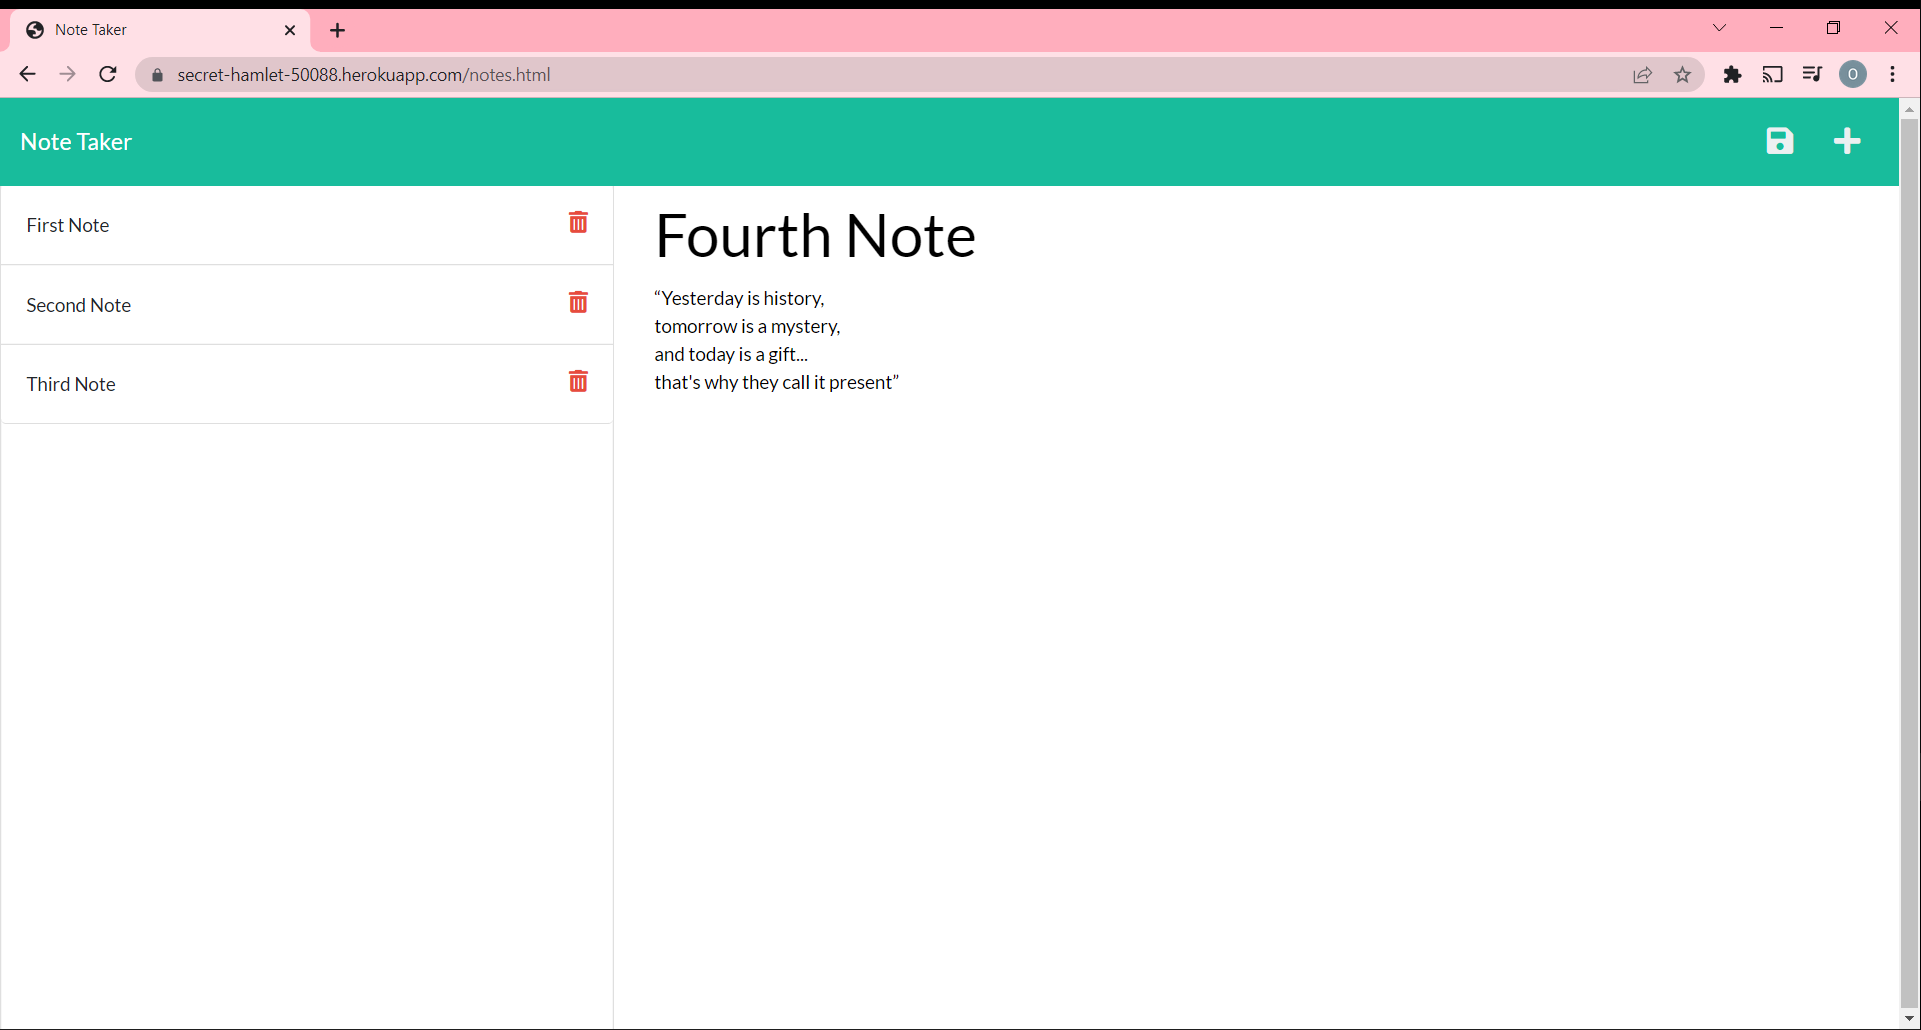 Note Taker
secret-hamlet-50088.herokuapp.com/notes.html
O
Note Taker
First Note
Second Note
Third Note
Fourth Note
“Yesterday is history,
tomorrow is a mystery,
and today is a gift...
that's why they call it present”